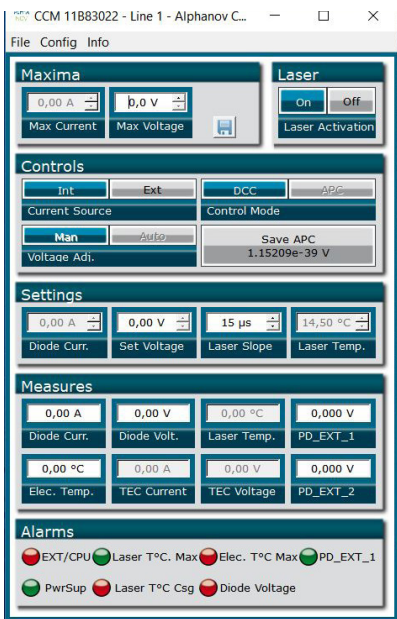 CCM 11B83022 - Line 1 - Alphanov C...
File Config Info
Maxima
0,00 A
0,0 V
Max Current
Max Voltage
Laser
On
Off
Laser Activation
Controls
Int
Ext
Current Source
DCC
APC
Control Mode
Man
Auto
Voltage Adj.
Save APC
1.15209e-39 V
Settings
0,00 A
0,00 V
15 µs
14,50 °C
Diode Curr.
Set Voltage
Laser Slope
Laser Temp.
Measures
0,00 A
0,00 V
0,00 °C
0,000 V
Diode Curr.
Diode Volt.
Laser Temp.
PD_EXT_1
0,00 °C
0,00 A
0,00 V
0,000 V
Elec. Temp.
TEC Current
TEC Voltage
PD_EXT_2
Alarms
EXT/CPU
Laser T°C. Max
Elec. T°C Max
PD_EXT_1
PwrSup
Laser T°C Csg
Diode Voltage